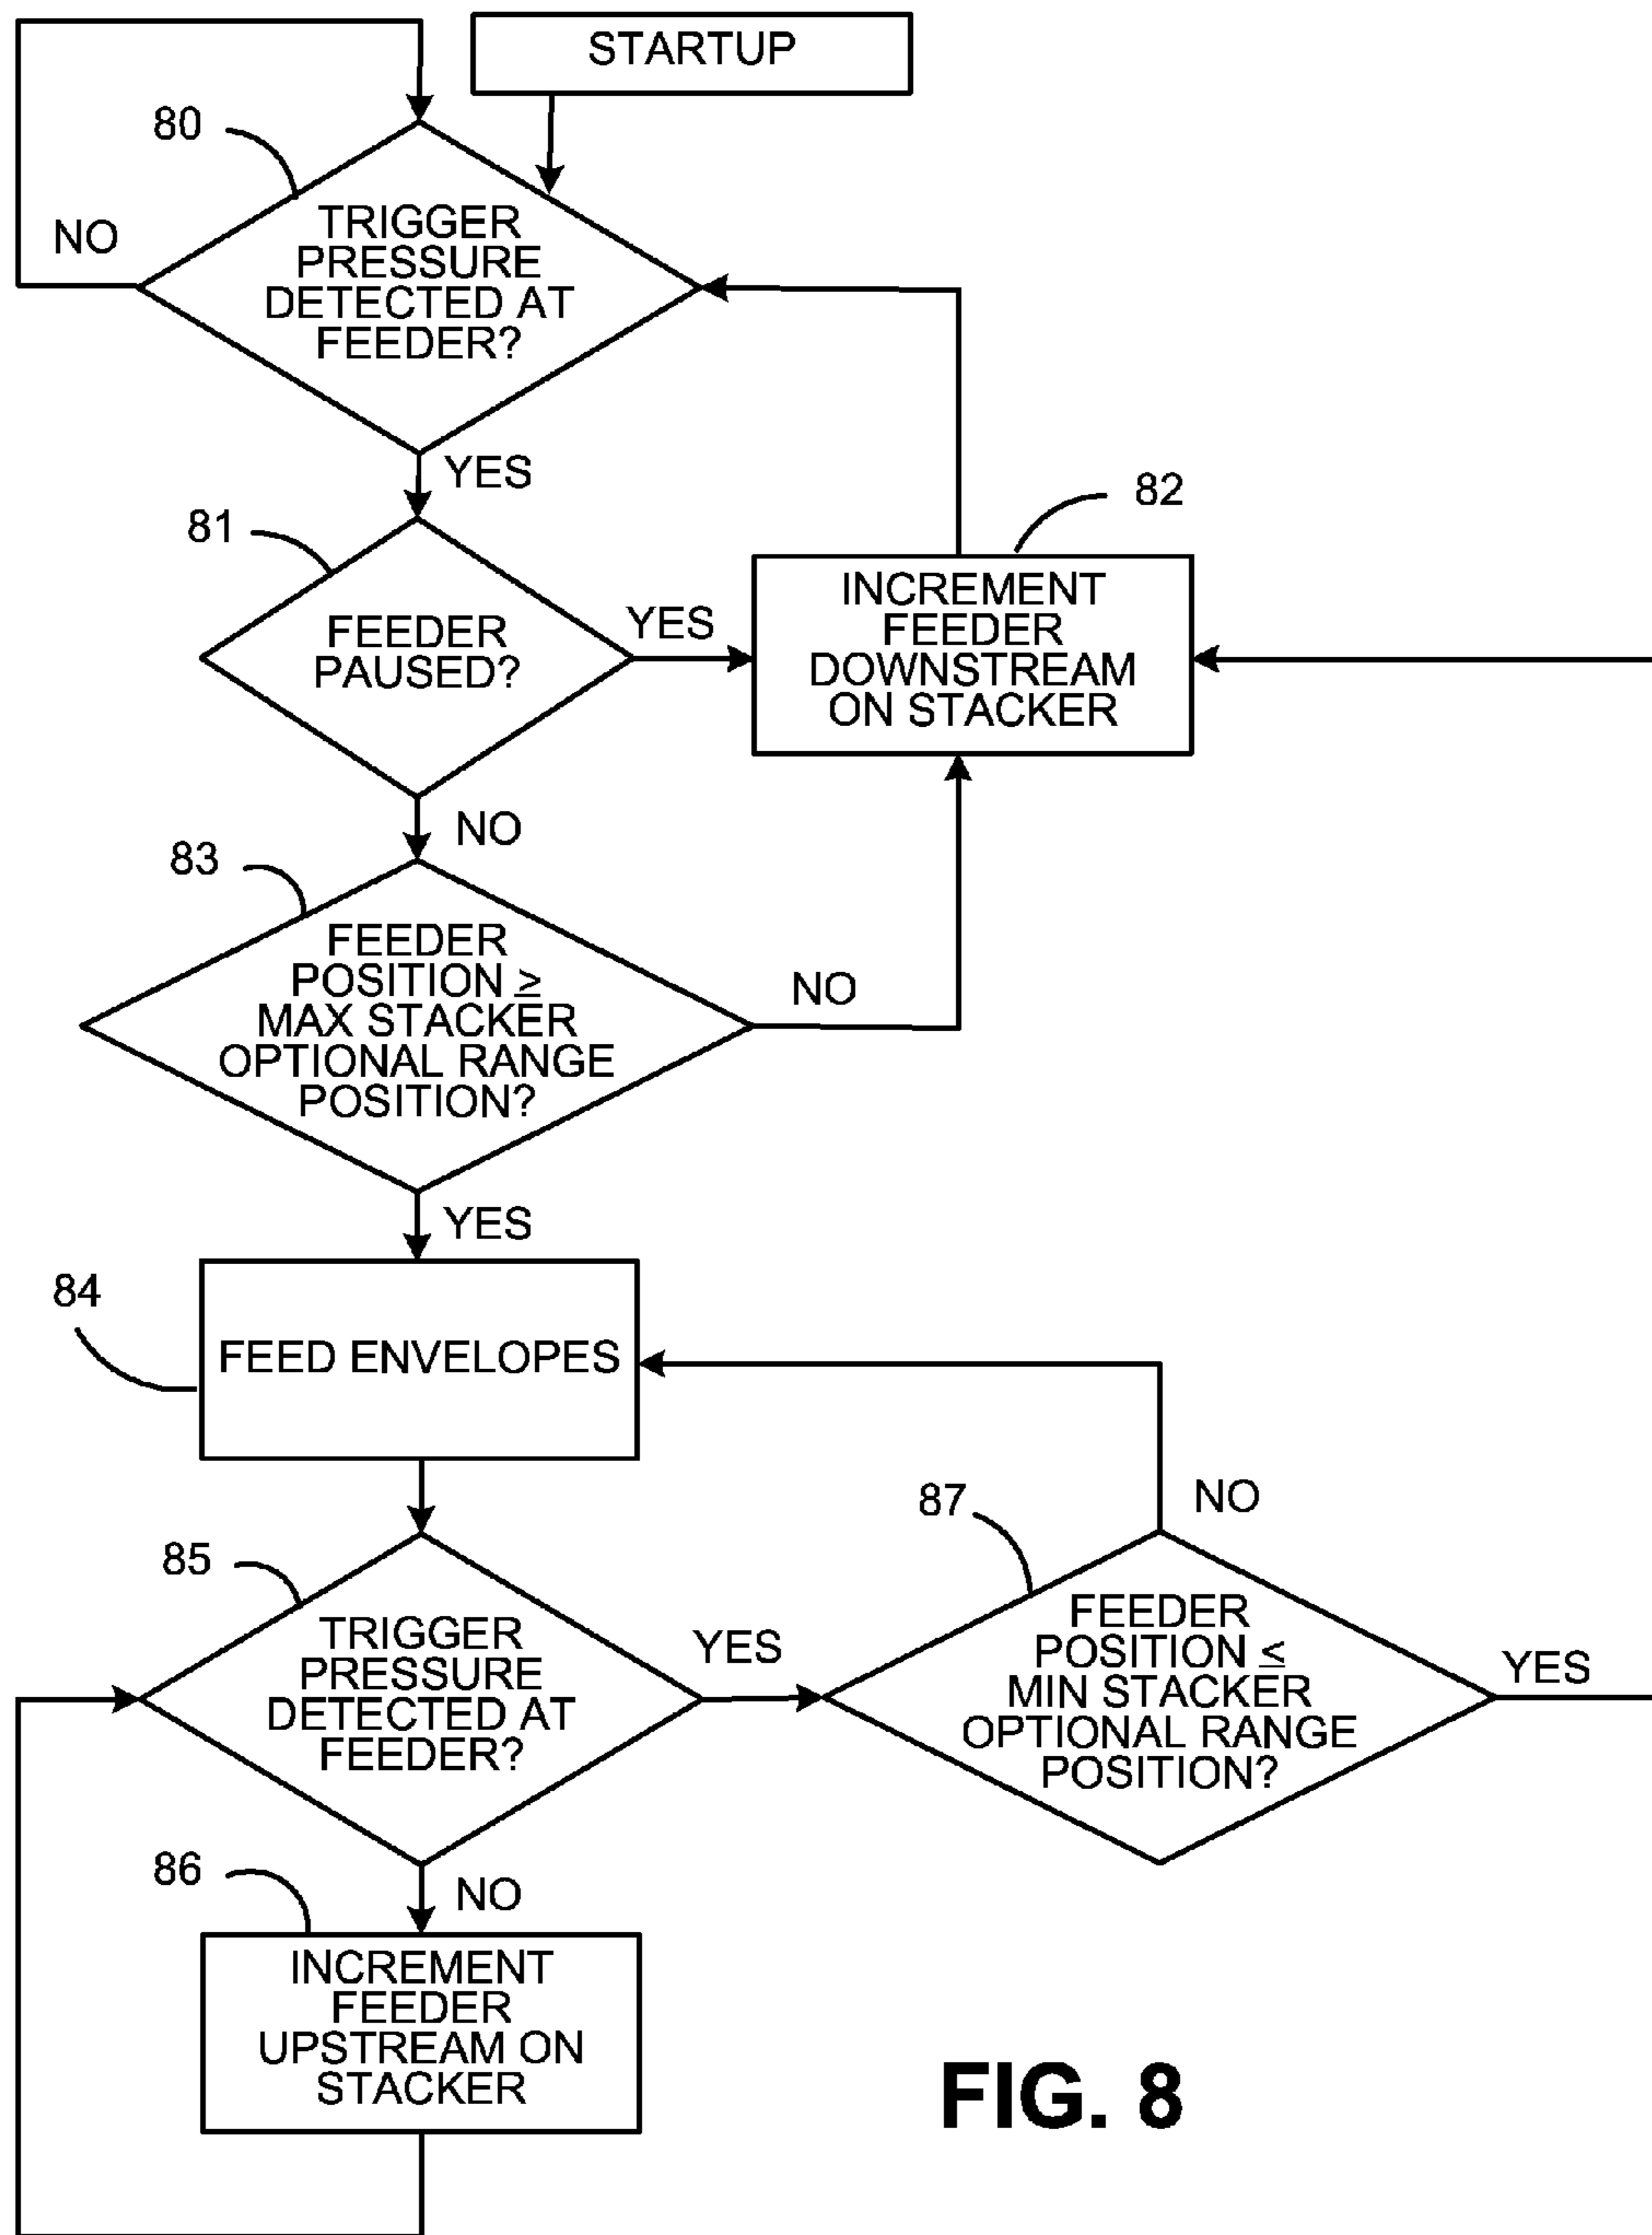 STARTUP
80
TRIGGER
PRESSURE
DETECTED AT
FEEDER?
NO
YES
81
FEEDER
PAUSED?
YES
82
INCREMENT
FEEDER
DOWNSTREAM
ON STACKER
NO
83
FEEDER
POSITION ≥
MAX STACKER
OPTIONAL RANGE
POSITION?
NO
YES
84
FEED ENVELOPES
85
TRIGGER
PRESSURE
DETECTED AT
FEEDER?
YES
87
NO
FEEDER
POSITION ≤
MIN STACKER
OPTIONAL RANGE
POSITION?
YES
86
NO
INCREMENT
FEEDER
UPSTREAM ON
STACKER
FIG. 8